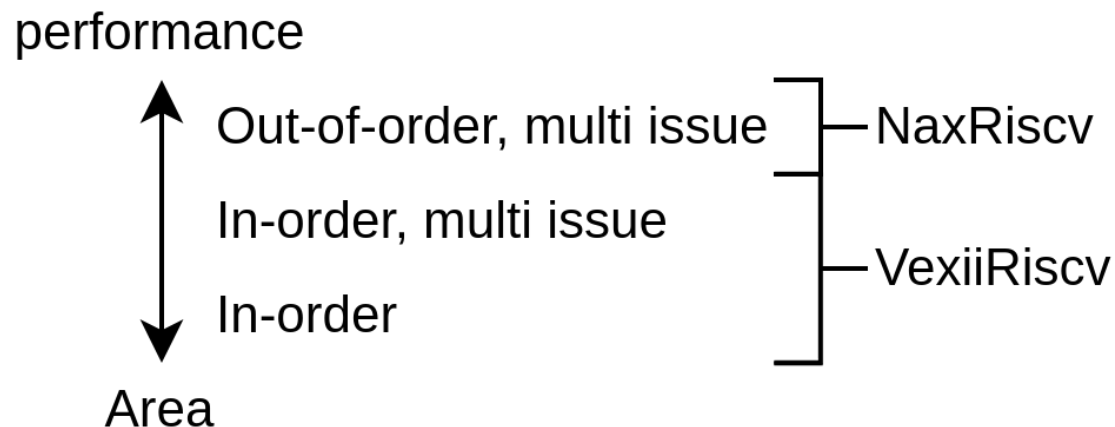 performance
Out-of-order, multi issue
NaxRiscv
In-order, multi issue
VexiiRiscv
In-order
Area